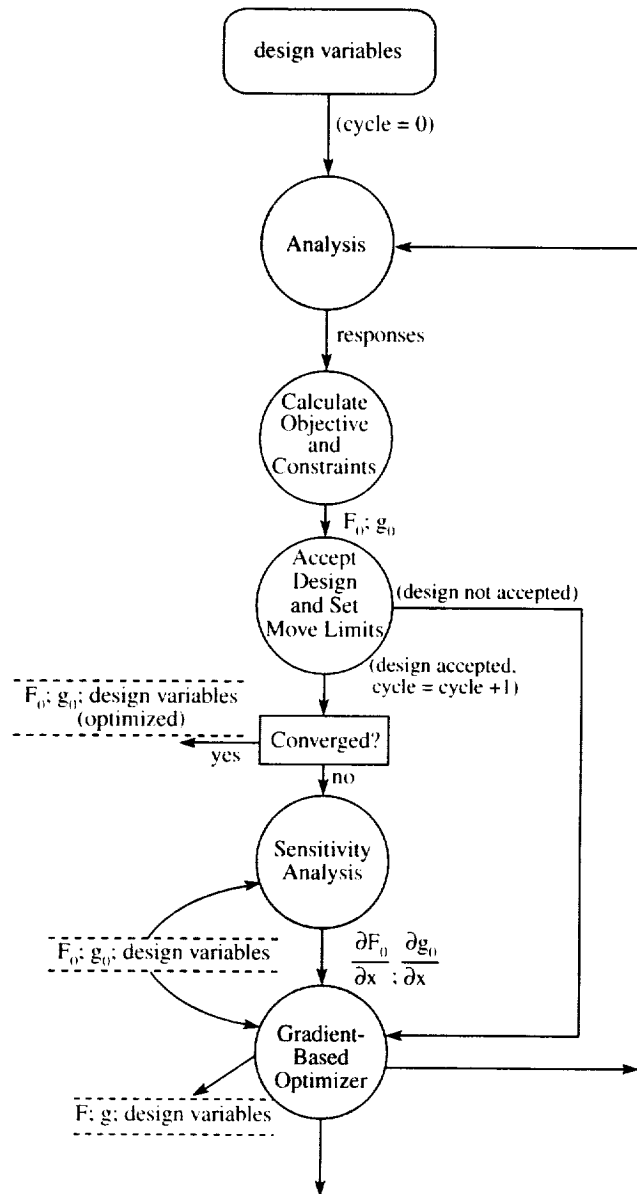 design variables
(cycle = 0)
Analysis
responses
Calculate
Objective
and
Constraints
F₀; g₀
Accept
Design
and Set
Move Limits
(design not accepted)
(design accepted,
cycle = cycle +1)
F₀; g₀; design variables
(optimized)
Converged?
yes
no
Sensitivity
Analysis
F₀; g₀; design variables
∂F₀/∂x ; ∂g₀/∂x
Gradient-
Based
Optimizer
F; g; design variables